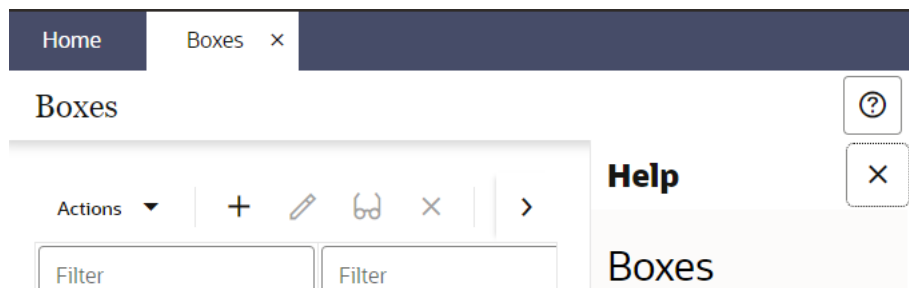 Home Boxes
Boxes
Help
Actions
Filter Filter
Boxes